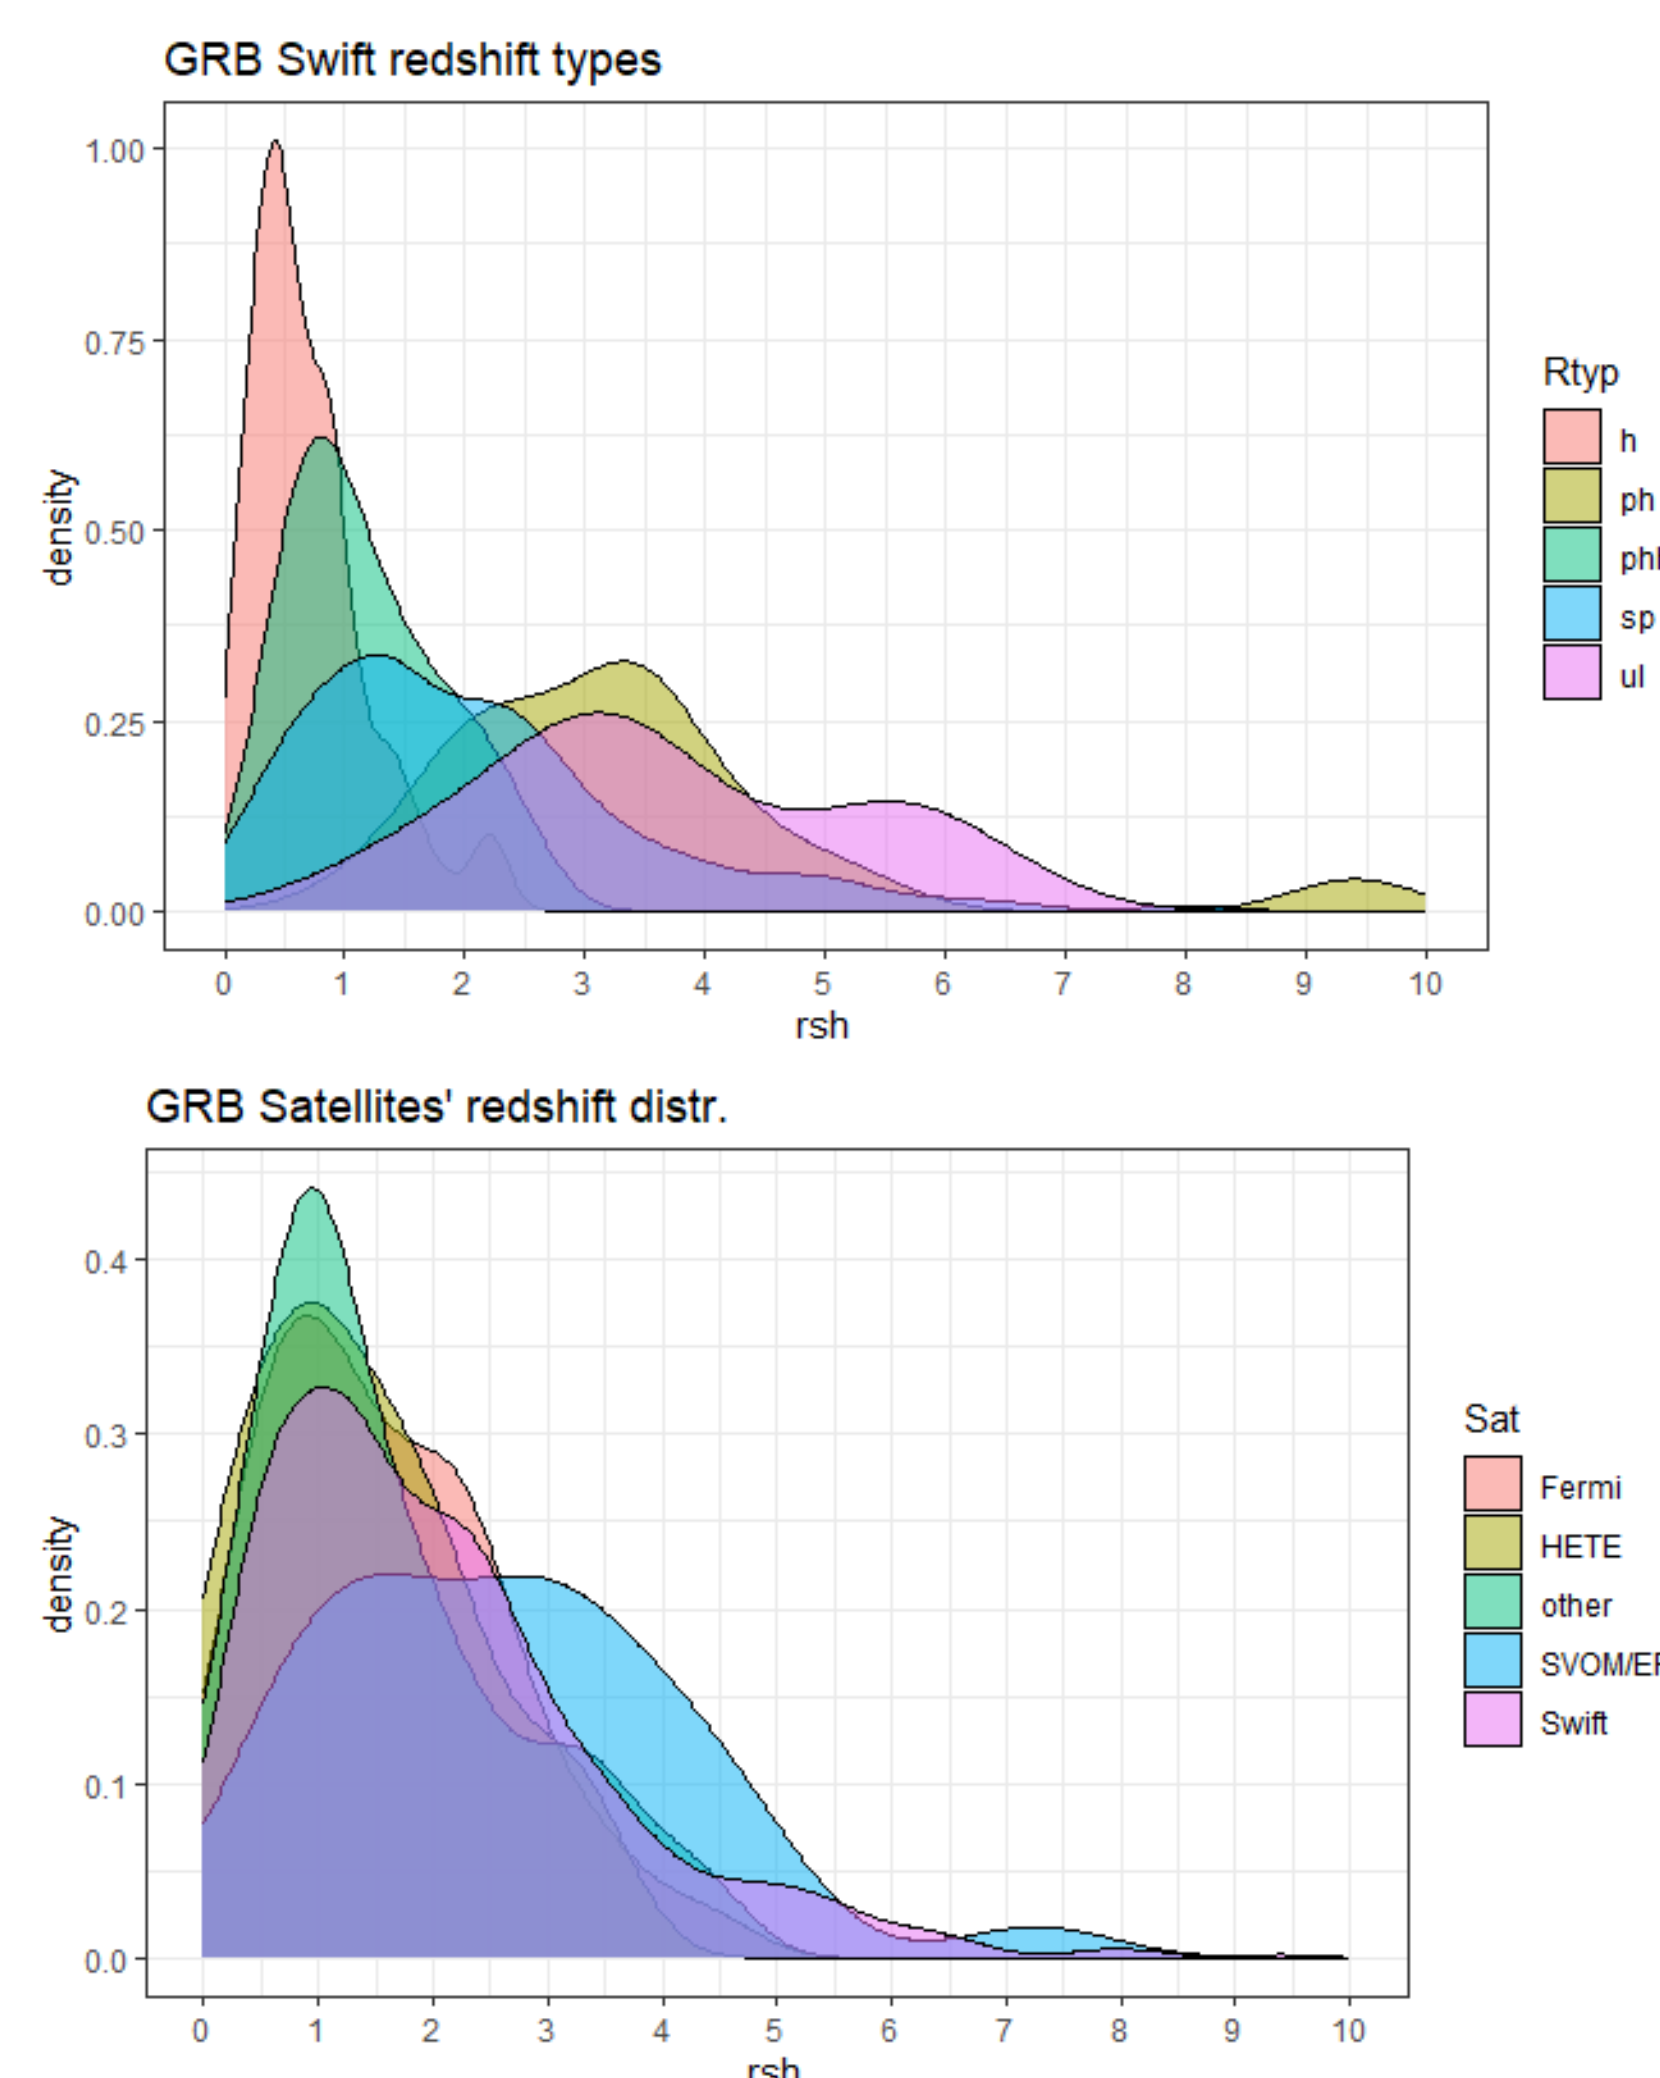 GRB Swift redshift types
1.00
0.75
0.50
0.25
0.00
density
0 1 2 3 4 5 6 7 8 9 10
rsh
Rtyp
h
ph
sp
ul
GRB Satellites' redshift distr.
0.4
0.3
0.2
0.1
0.0
density
0 1 2 3 4 5 6 7 8 9 10
rsh
Sat
Fermi
HETE
other
Swift